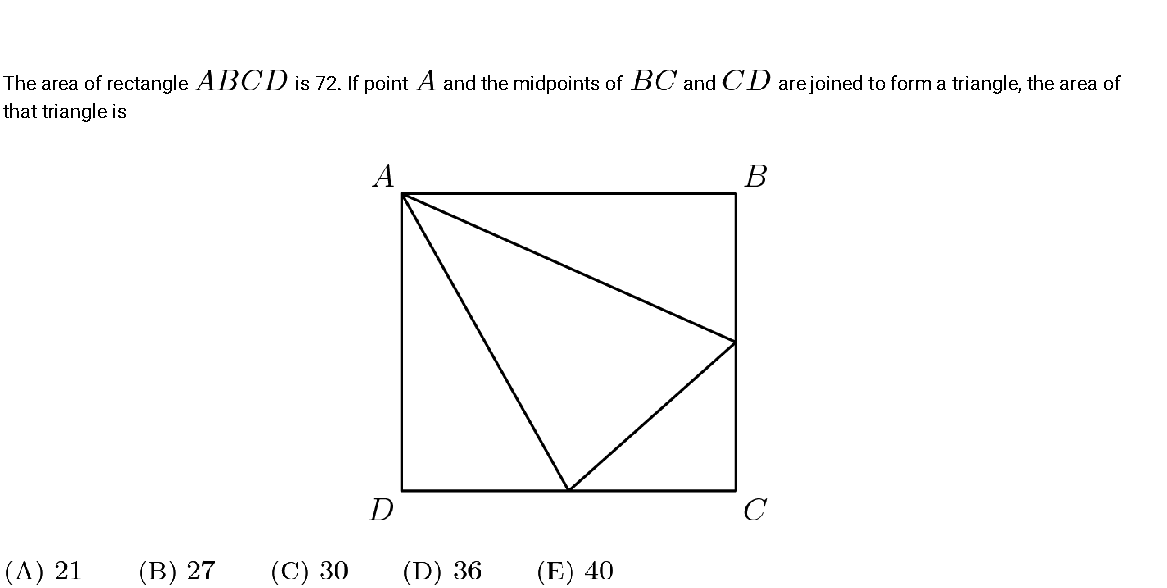 The area of rectangle ABCD is 72. If point A and the midpoints of BC and CD are joined to form a triangle, the area of
that triangle is
A B
D C
(A) 21 (B) 27 (C) 30 (D) 36 (E) 40